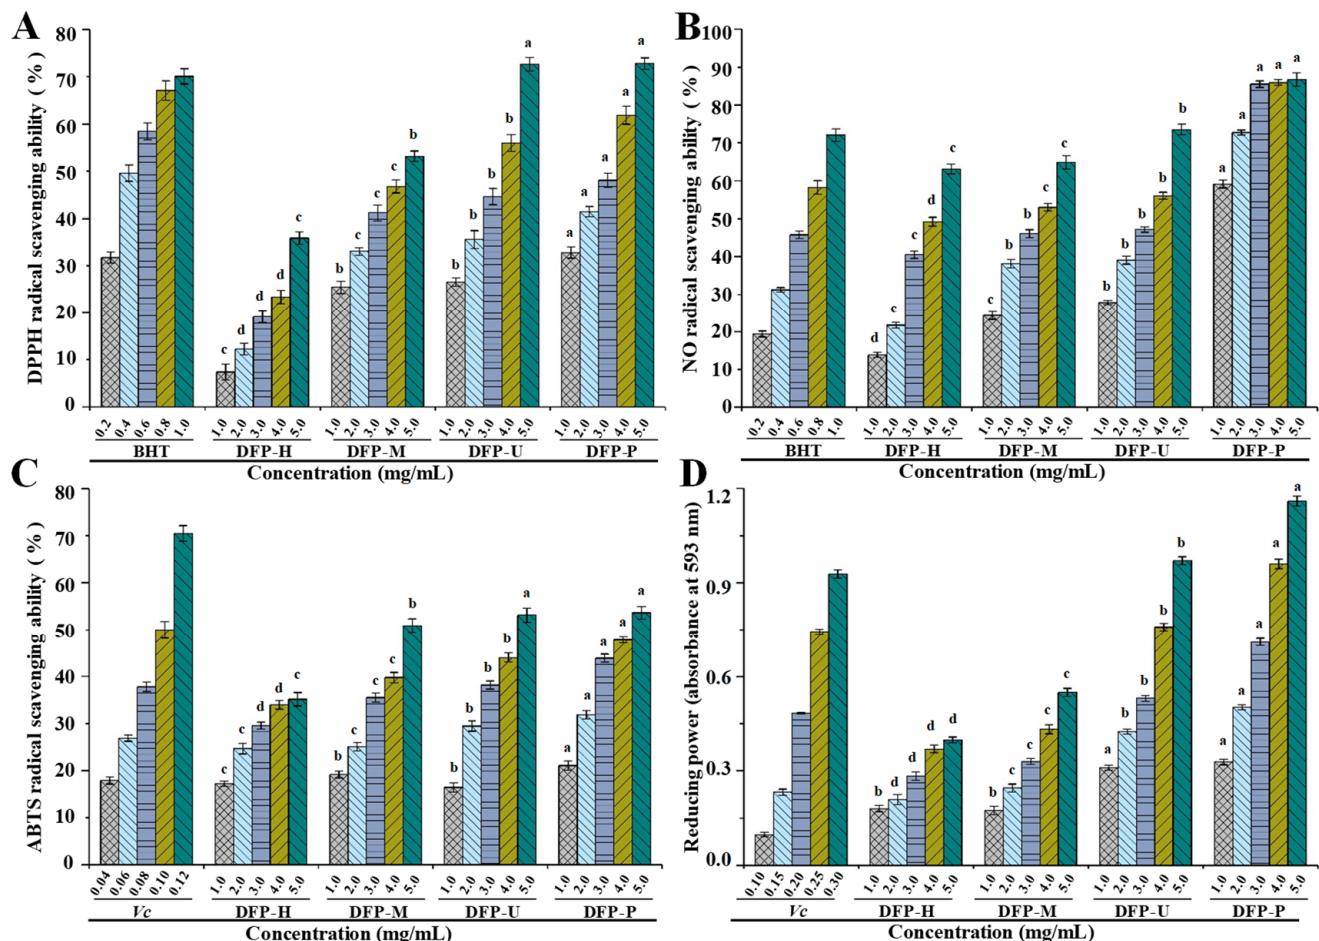 A
DPPH radical scavenging ability ( % )
80
70
60
50
40
30
20
10
0
c d d d c
b c c c b
b b b b a
a a a a a
0.2 0.4 0.6 0.8 1.0 1.0 2.0 3.0 4.0 5.0 1.0 2.0 3.0 4.0 5.0 1.0 2.0 3.0 4.0 5.0 1.0 2.0 3.0 4.0 5.0
BHT DFP-H DFP-M DFP-U DFP-P
Concentration (mg/mL)
B
NO radical scavenging ability ( % )
100
90
80
70
60
50
40
30
20
10
0
d c c d c
c b b c c
b b b b b
a a a a a
0.2 0.4 0.6 0.8 1.0 1.0 2.0 3.0 4.0 5.0 1.0 2.0 3.0 4.0 5.0 1.0 2.0 3.0 4.0 5.0 1.0 2.0 3.0 4.0 5.0
BHT DFP-H DFP-M DFP-U DFP-P
Concentration (mg/mL)
C
ABTS radical scavenging ability ( % )
80
70
60
50
40
30
20
10
0
c c d d c
b c c c b
b b b b a
a a a a a
0.04 0.06 0.08 0.10 0.12 1.0 2.0 3.0 4.0 5.0 1.0 2.0 3.0 4.0 5.0 1.0 2.0 3.0 4.0 5.0 1.0 2.0 3.0 4.0 5.0
Vc DFP-H DFP-M DFP-U DFP-P
Concentration (mg/mL)
D
Reducing power (absorbance at 593 nm)
1.2
0.9
0.6
0.3
0.0
b d d d d
b c c c c
a b b b b
a a a a a
0.10 0.15 0.20 0.25 0.30 1.0 2.0 3.0 4.0 5.0 1.0 2.0 3.0 4.0 5.0 1.0 2.0 3.0 4.0 5.0 1.0 2.0 3.0 4.0 5.0
Vc DFP-H DFP-M DFP-U DFP-P
Concentration (mg/mL)